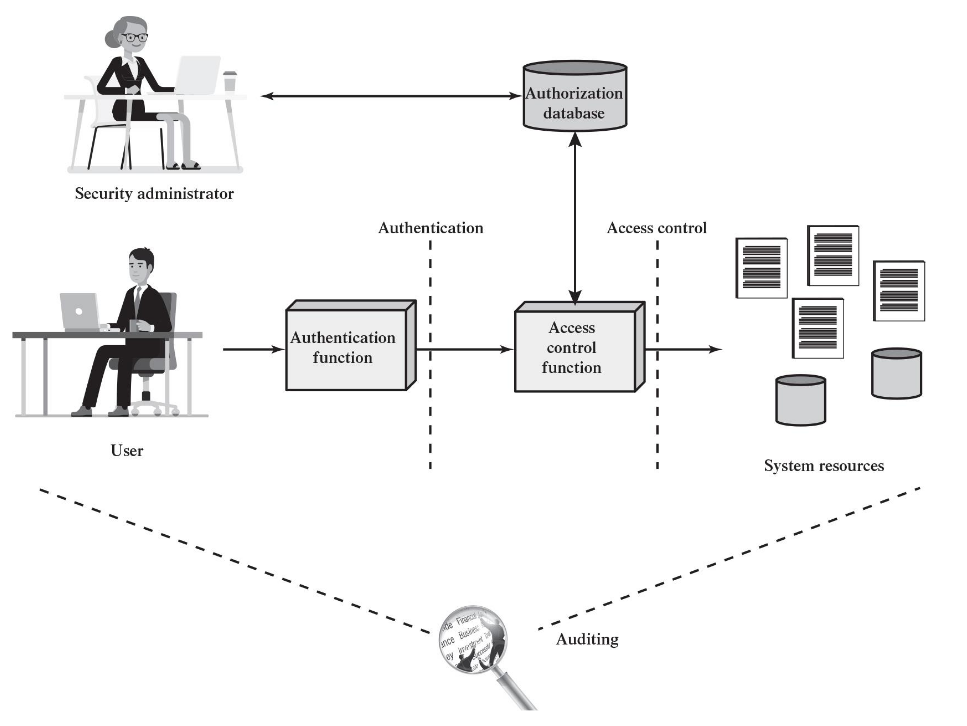 Authorization
database
Security administrator
Authentication
Access control
Authentication
function
Access
control
function
User
System resources
Auditing